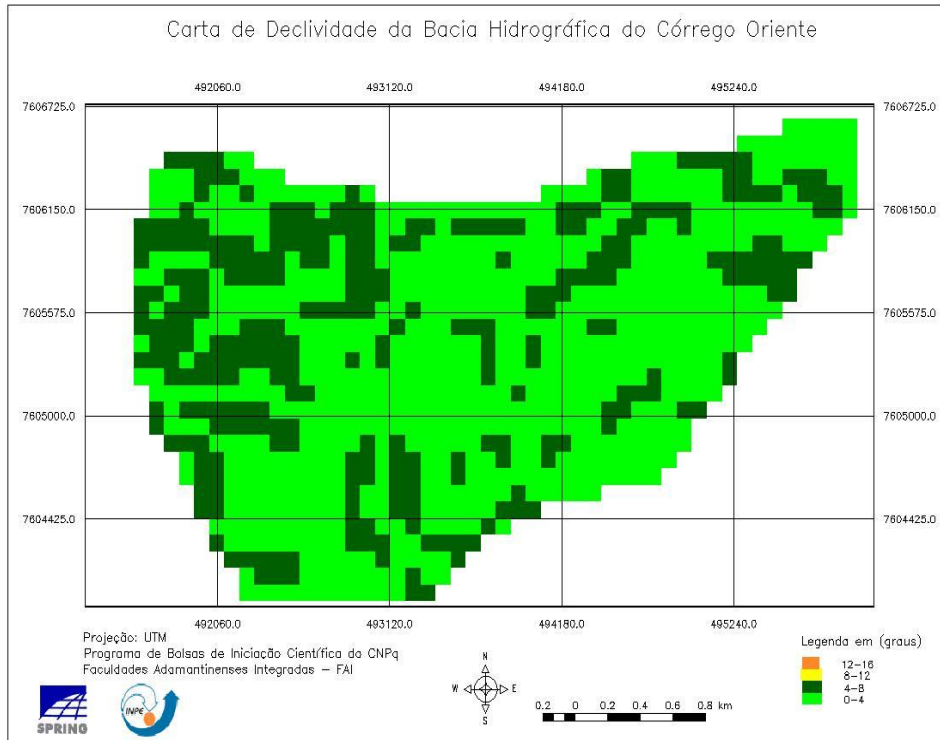 Carta de Declividade da Bacia Hidrográfica do Córrego Oriente
492060.0 493120.0 494180.0 495240.0
7606725.0 7606725.0
7606150.0 7606150.0
7605575.0 7605575.0
7605000.0 7605000.0
7604425.0 7604425.0
492060.0 493120.0 494180.0 495240.0
Projeção: UTM
Programa de Bolsas de Iniciação Científica do CNPq
Faculdades Adamantinenses Integradas – FAI
SPRING
INPE
N
W E
S
0.2 0 0.2 0.4 0.6 0.8 km
Legenda em (graus)
12-16
8-12
4-8
0-4